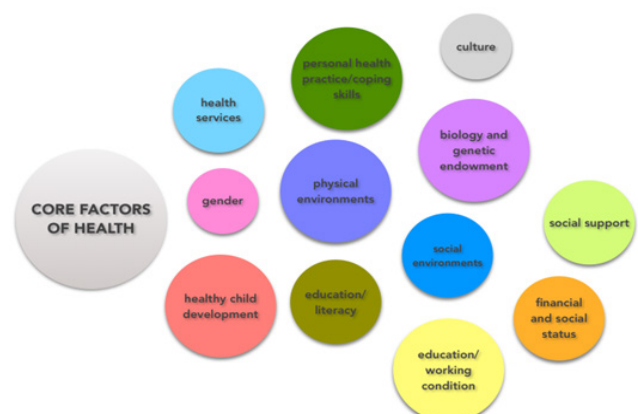 CORE FACTORS
OF HEALTH
health
services
gender
healthy child
development
personal health
practice/coping
skills
physical
environments
education/
literacy
culture
biology and
genetic
endowment
social
environments
education/
working
condition
social support
financial
and social
status